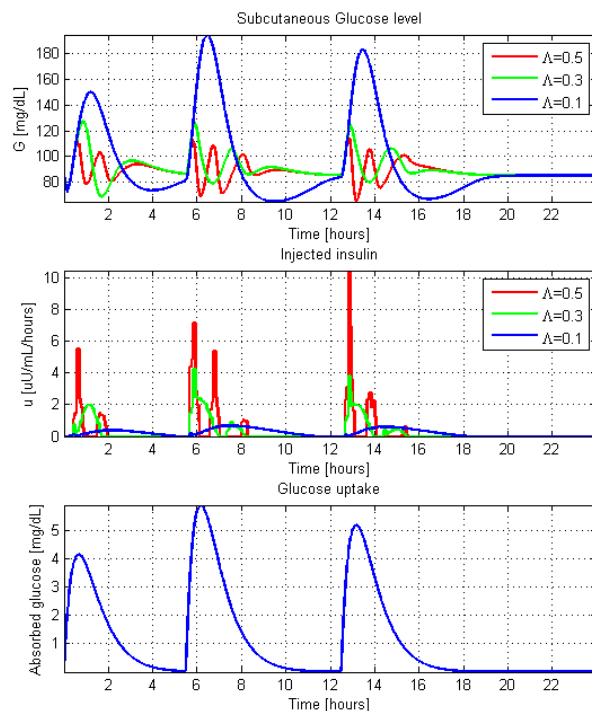 Subcutaneous Glucose level
G [mg/dL]
180
160
140
120
100
80
Λ=0.5
Λ=0.3
Λ=0.1
2 4 6 8 10 12 14 16 18 20 22
Time [hours]
Injected insulin
u [uU/mL/hours]
10
8
6
4
2
0
Λ=0.5
Λ=0.3
Λ=0.1
2 4 6 8 10 12 14 16 18 20 22
Time [hours]
Glucose uptake
Absorbed glucose [mg/dL]
5
4
3
2
1
2 4 6 8 10 12 14 16 18 20 22
Time [hours]